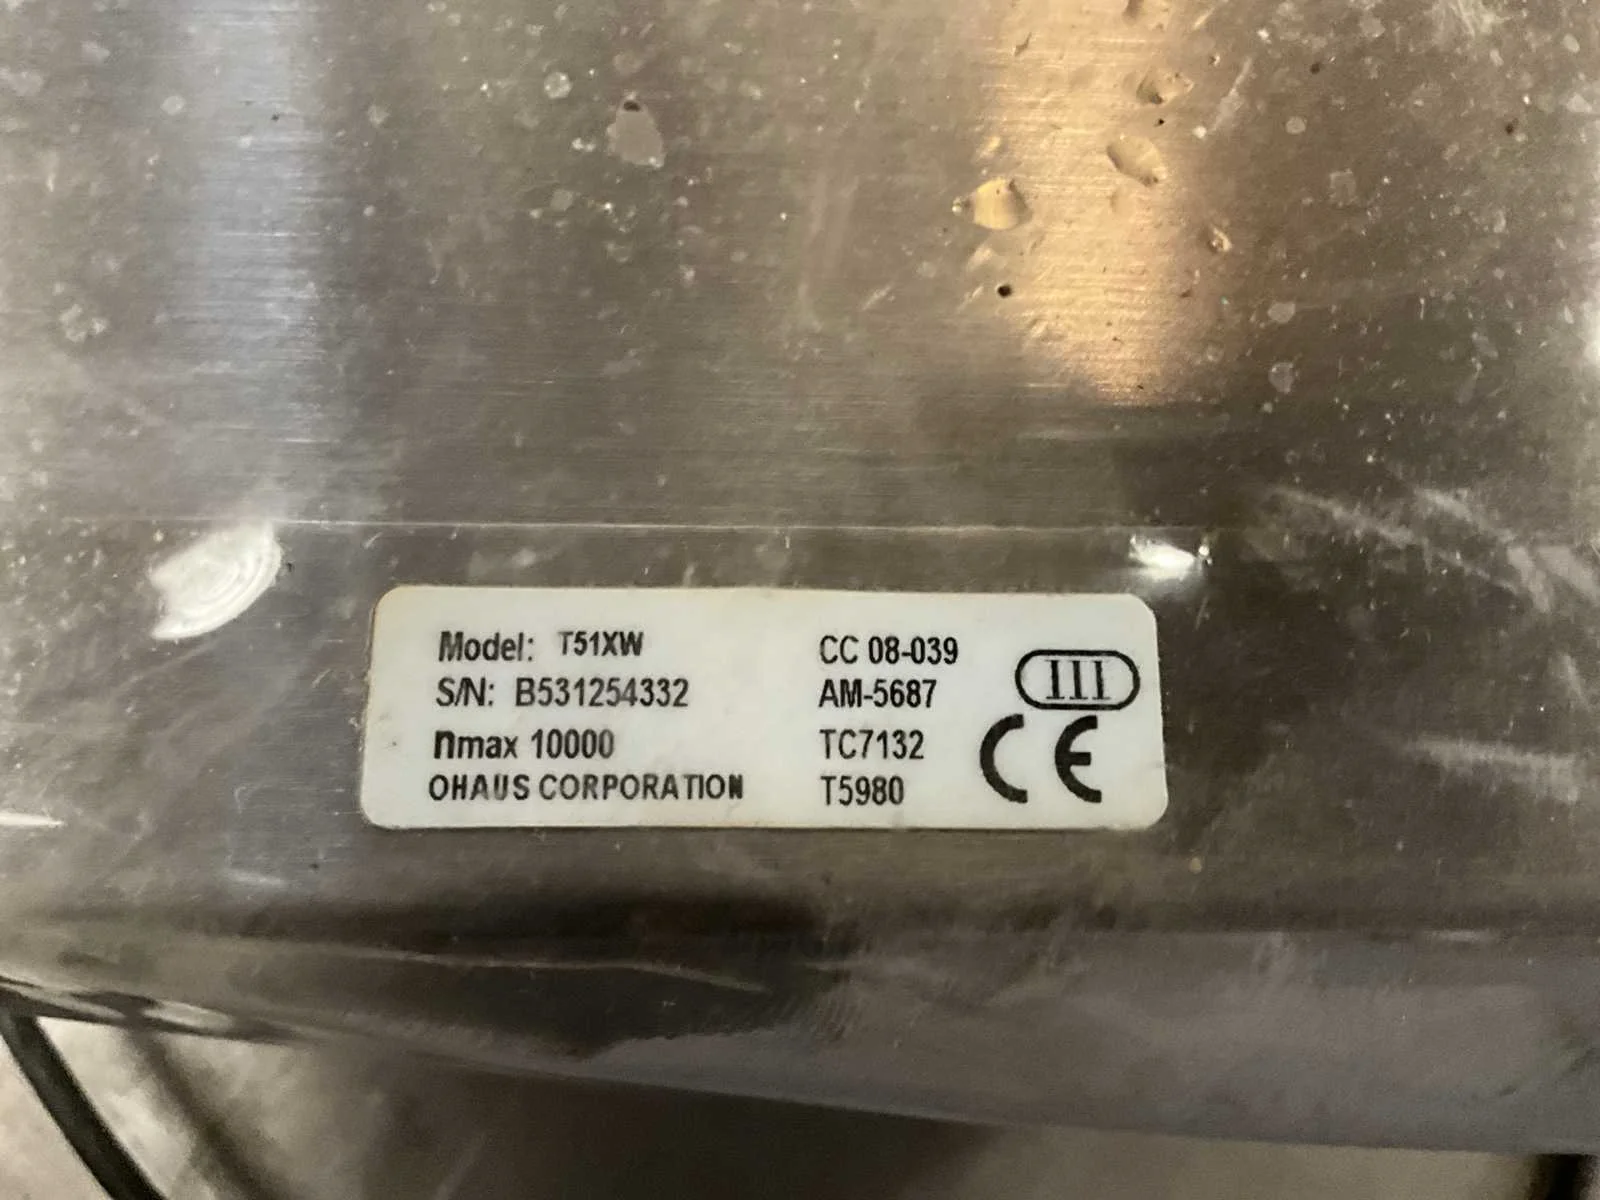 Model: T51XW
S/N: B531254332
nmax 10000
OHAUS CORPORATION
CC 08-039
AM-5687
TC7132
T5980
III
CE